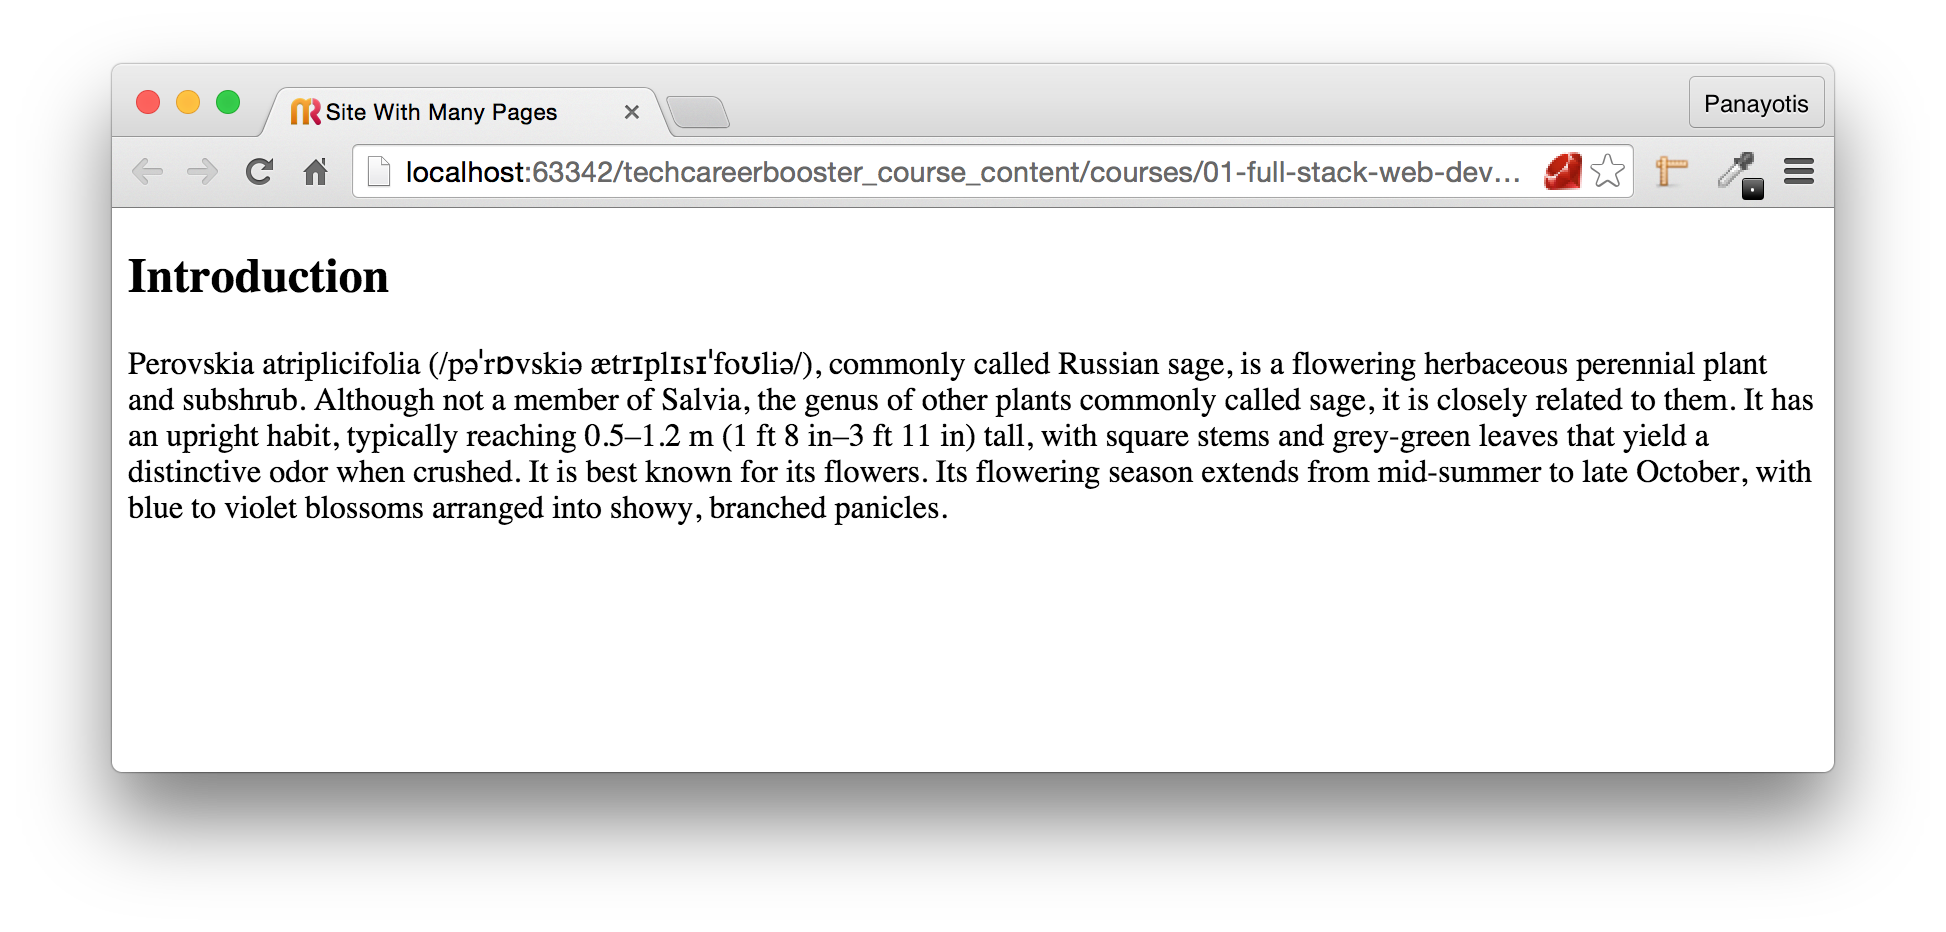 Site With Many Pages
Panayotis
localhost:63342/techcareerbooster_course_content/courses/01-full-stack-web-dev...
Introduction
Perovskia atriplicifolia (/pəˈrɒvskiə ætrɪplɪsɪˈfoʊliə/), commonly called Russian sage, is a flowering herbaceous perennial plant
and subshrub. Although not a member of Salvia, the genus of other plants commonly called sage, it is closely related to them. It has
an upright habit, typically reaching 0.5–1.2 m (1 ft 8 in–3 ft 11 in) tall, with square stems and grey-green leaves that yield a
distinctive odor when crushed. It is best known for its flowers. Its flowering season extends from mid-summer to late October, with
blue to violet blossoms arranged into showy, branched panicles.